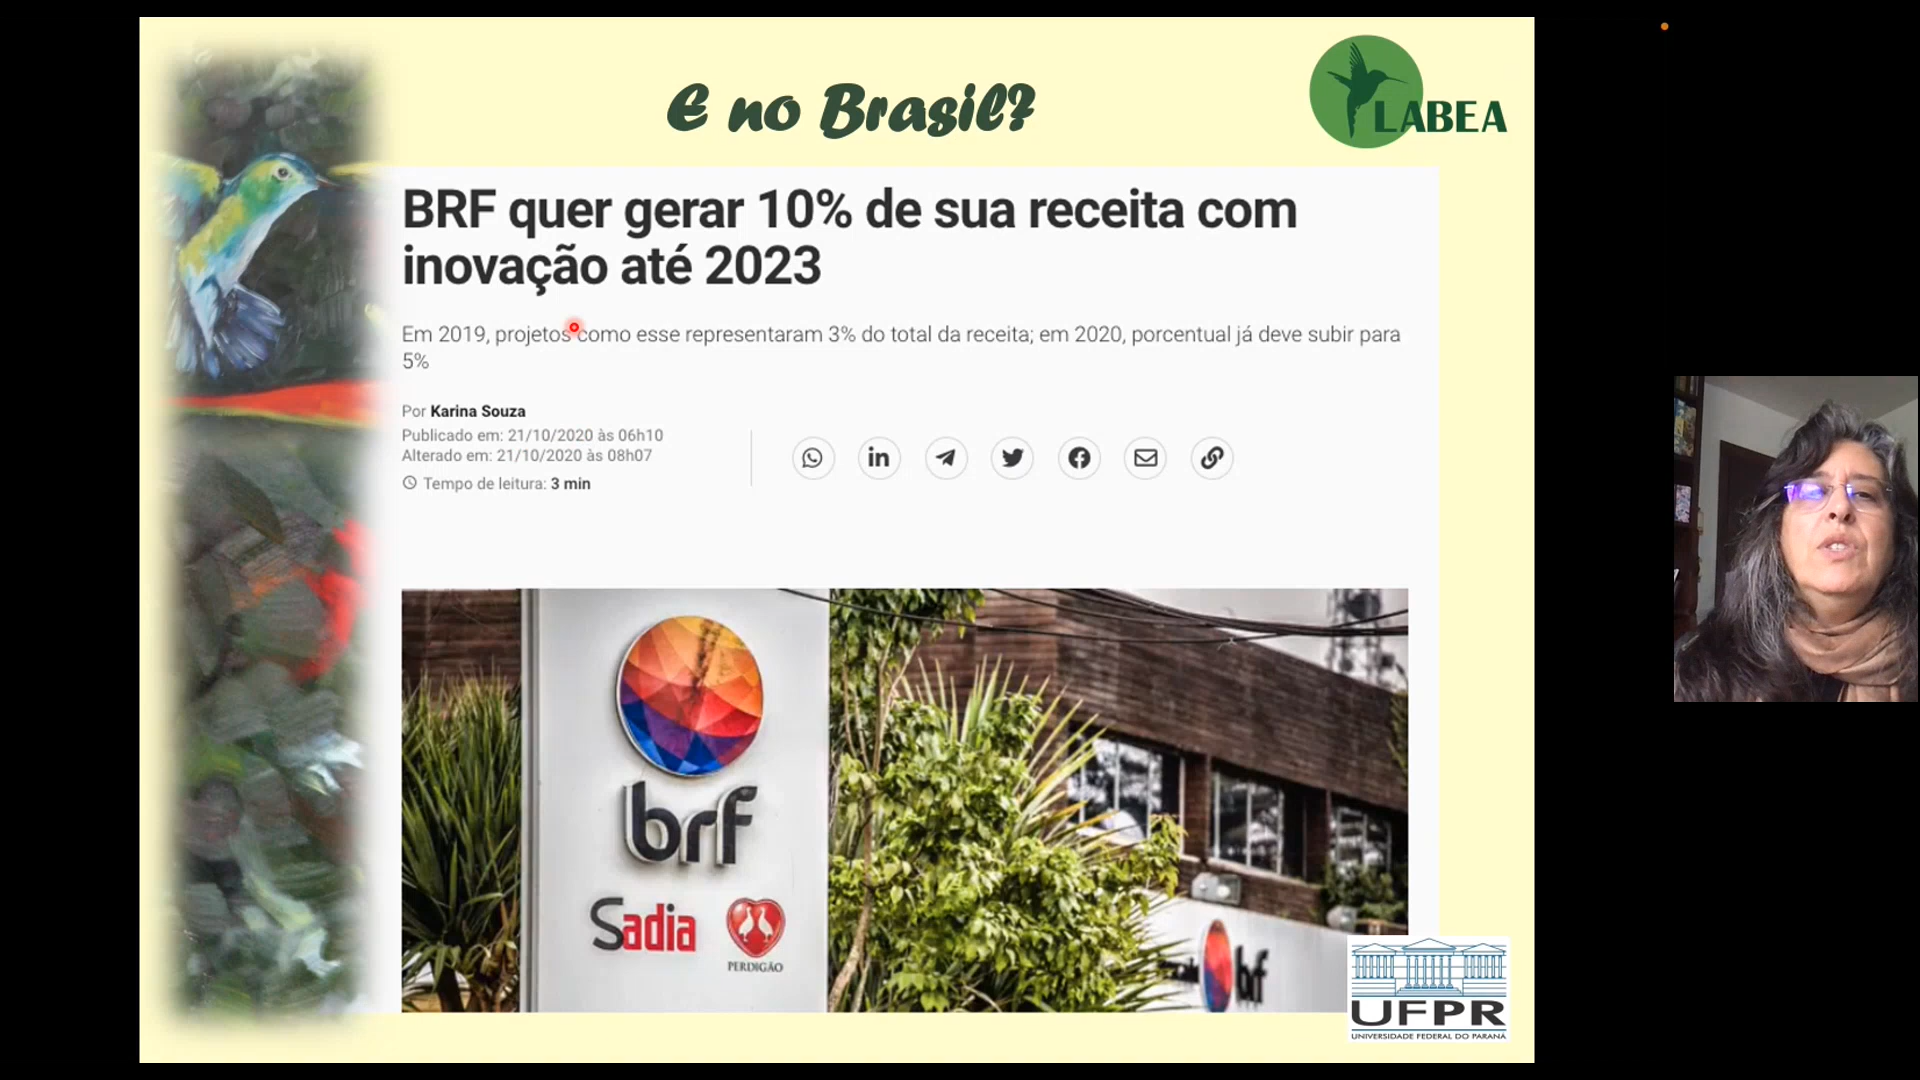 E no Brasil?
LABEA
BRF quer gerar 10% de sua receita com
inovação até 2023
Em 2019, projetos como esse representaram 3% do total da receita; em 2020, porcentual já deve subir para
5%
Por Karina Souza
Publicado em: 21/10/2020 às 06h10
Alterado em: 21/10/2020 às 08h07
Tempo de leitura: 3 min
brf
Sadia
PERDIGÃO
brf
UFPR
UNIVERSIDADE FEDERAL DO PARANÁ